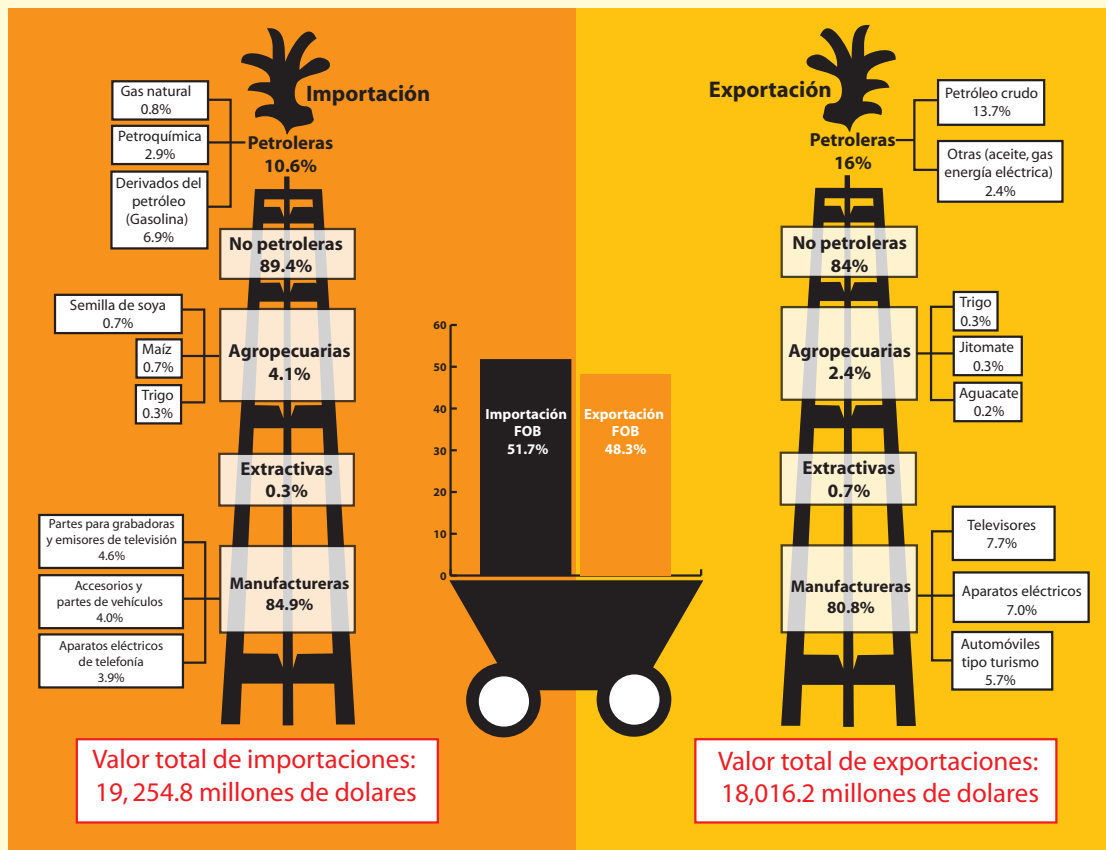 Importación
Gas natural
0.8%
Petroquímica
2.9%
Derivados del
petróleo
(Gasolina)
6.9%
Petroleras
10.6%
No petroleras
89.4%
Semilla de soya
0.7%
Maíz
0.7%
Trigo
0.3%
Agropecuarias
4.1%
Extractivas
0.3%
Partes para grabadoras
y emisores de televisión
4.6%
Accesorios y
partes de vehículos
4.0%
Aparatos eléctricos
de telefonía
3.9%
Manufactureras
84.9%
Valor total de importaciones:
19, 254.8 millones de dolares
60
50
40
30
20
10
0
Importación
FOB
51.7%
Exportación
FOB
48.3%
Exportación
Petroleras
16%
Petróleo crudo
13.7%
Otras (aceite, gas
energía eléctrica)
2.4%
No petroleras
84%
Agropecuarias
2.4%
Trigo
0.3%
Jitomate
0.3%
Aguacate
0.2%
Extractivas
0.7%
Manufactureras
80.8%
Televisores
7.7%
Aparatos eléctricos
7.0%
Automóviles
tipo turismo
5.7%
Valor total de exportaciones:
18,016.2 millones de dolares